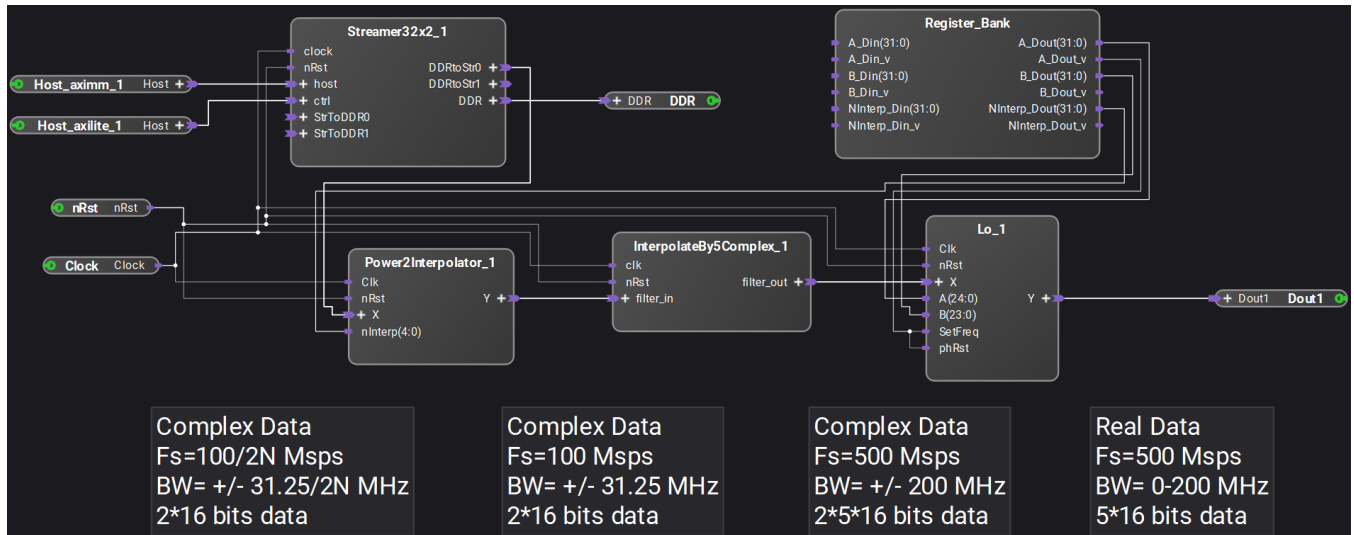 Streamer32x2_1
clock
nRst
host
ctrl
StrToDDR0
StrToDDR1
DDRtoStr0
DDRtoStr1
DDR
Register_Bank
A_Din(31:0)
A_Din_v
B_Din(31:0)
B_Din_v
NInterp_Din(31:0)
NInterp_Din_v
A_Dout(31:0)
A_Dout_v
B_Dout(31:0)
B_Dout_v
NInterp_Dout(31:0)
NInterp_Dout_v
Host_aximm_1 Host +
Host_axilite_1 Host +
+ DDR DDR
nRst nRst
Clock Clock
Power2Interpolator_1
Clk
nRst
+ X
nInterp(4:0)
Y +
InterpolateBy5Complex_1
clk
nRst
+ filter_in
filter_out +
Lo_1
Clk
nRst
+ X
A(24:0)
B(23:0)
SetFreq
phRst
Y +
+ Dout1 Dout1
Complex Data
Fs=100/2N Msps
BW= +/- 31.25/2N MHz
2*16 bits data
Complex Data
Fs=100 Msps
BW= +/- 31.25 MHz
2*16 bits data
Complex Data
Fs=500 Msps
BW= +/- 200 MHz
2*5*16 bits data
Real Data
Fs=500 Msps
BW= 0-200 MHz
5*16 bits data